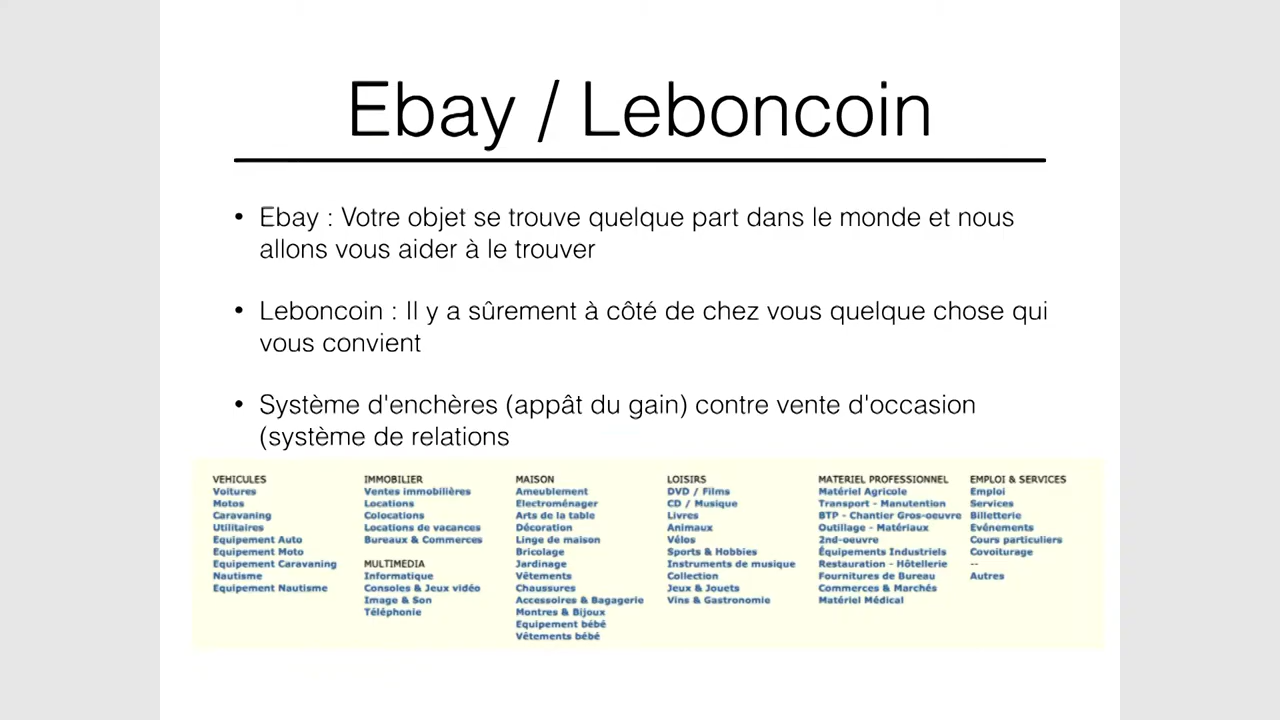 Ebay / Leboncoin
• Ebay : Votre objet se trouve quelque part dans le monde et nous
allons vous aider à le trouver
• Leboncoin : Il y a sûrement à côté de chez vous quelque chose qui
vous convient
• Système d'enchères (appât du gain) contre vente d'occasion
(système de relations
VEHICULES
Voitures
Motos
Caravaning
Utilitaires
Equipement Auto
Equipement Moto
Equipement Caravaning
Nautisme
Equipement Nautisme
IMMOBILIER
Ventes immobilières
Locations
Colocations
Locations de vacances
Bureaux & Commerces
MULTIMEDIA
Informatique
Consoles & Jeux vidéo
Image & Son
Téléphonie
MAISON
Ameublement
Electroménager
Arts de la table
Décoration
Linge de maison
Bricolage
Jardinage
Vêtements
Chaussures
Accessoires & Bagagerie
Montres & Bijoux
Equipement bébé
Vêtements bébé
LOISIRS
DVD / Films
CD / Musique
Livres
Animaux
Vélos
Sports & Hobbies
Instruments de musique
Collection
Jeux & Jouets
Vins & Gastronomie
MATERIEL PROFESSIONNEL
Matériel Agricole
Transport - Manutention
BTP - Chantier Gros-oeuvre
Outillage - Matériaux
2nd-oeuvre
Équipements Industriels
Restauration - Hôtellerie
Fournitures de Bureau
Commerces & Marchés
Matériel Médical
EMPLOI & SERVICES
Emploi
Services
Billetterie
Evénements
Cours particuliers
Covoiturage
--
Autres